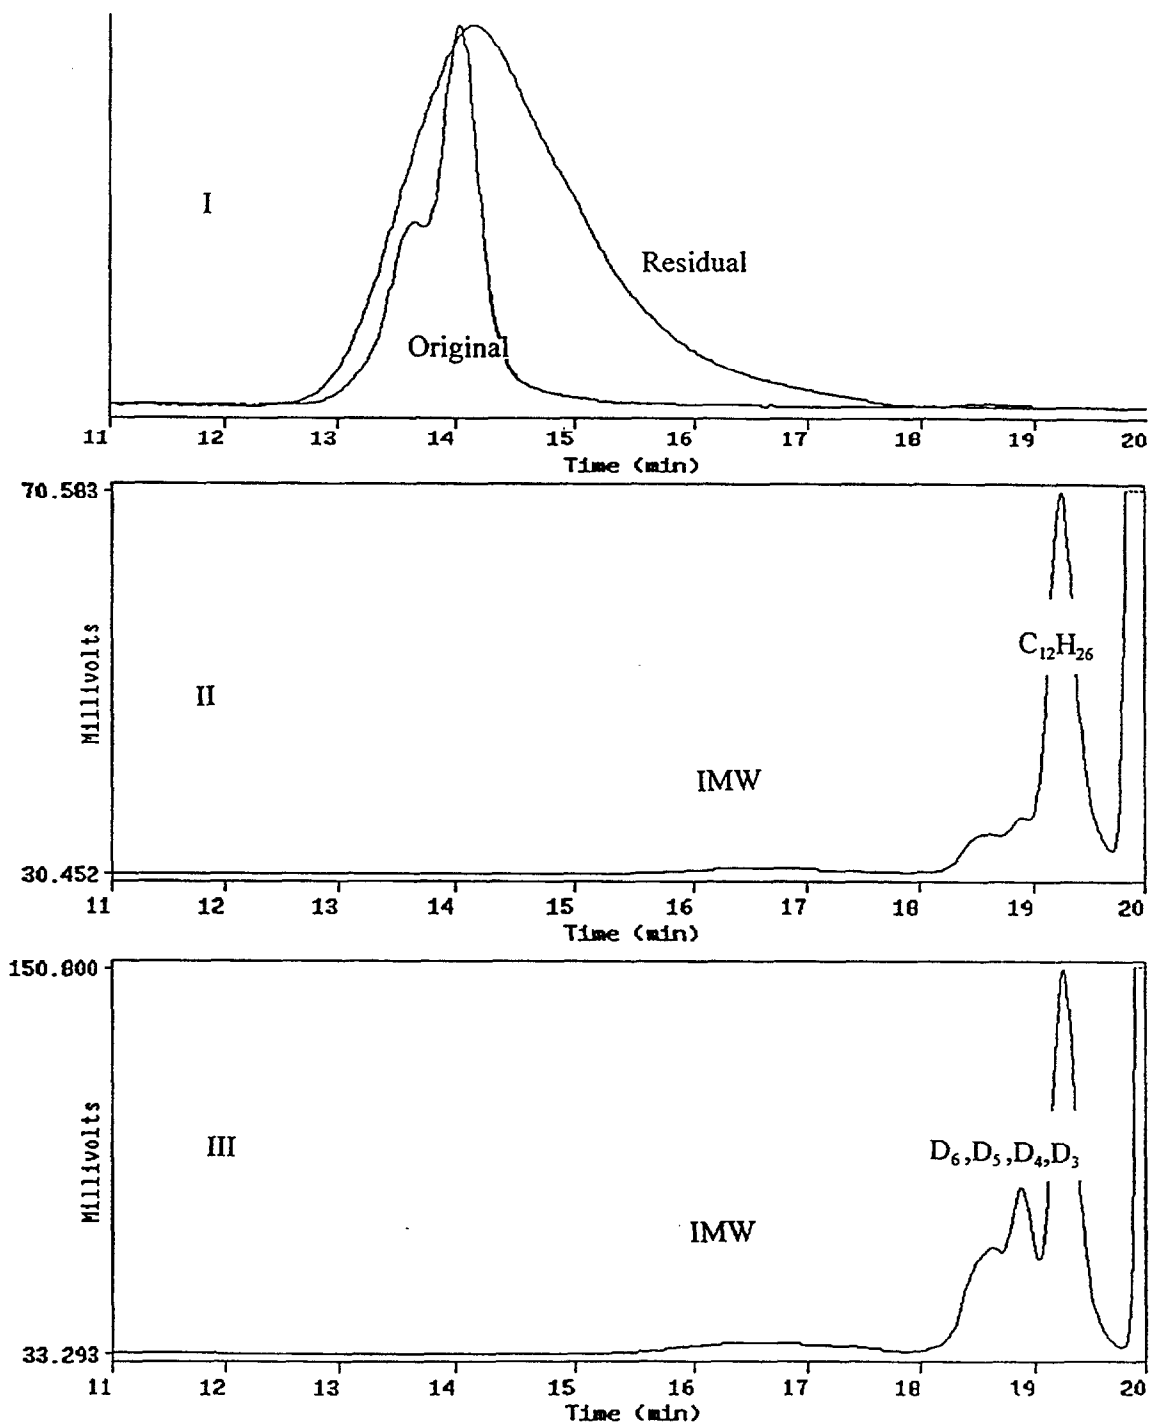 I
Residual
Original
11 12 13 14 15 16 17 18 19 20
Time (min)
70.583
Millivolts
C₁₂H₂₆
II
IMW
30.452
11 12 13 14 15 16 17 18 19 20
Time (min)
150.800
Millivolts
III
D₆,D₅,D₄,D₃
IMW
33.293
11 12 13 14 15 16 17 18 19 20
Time (min)